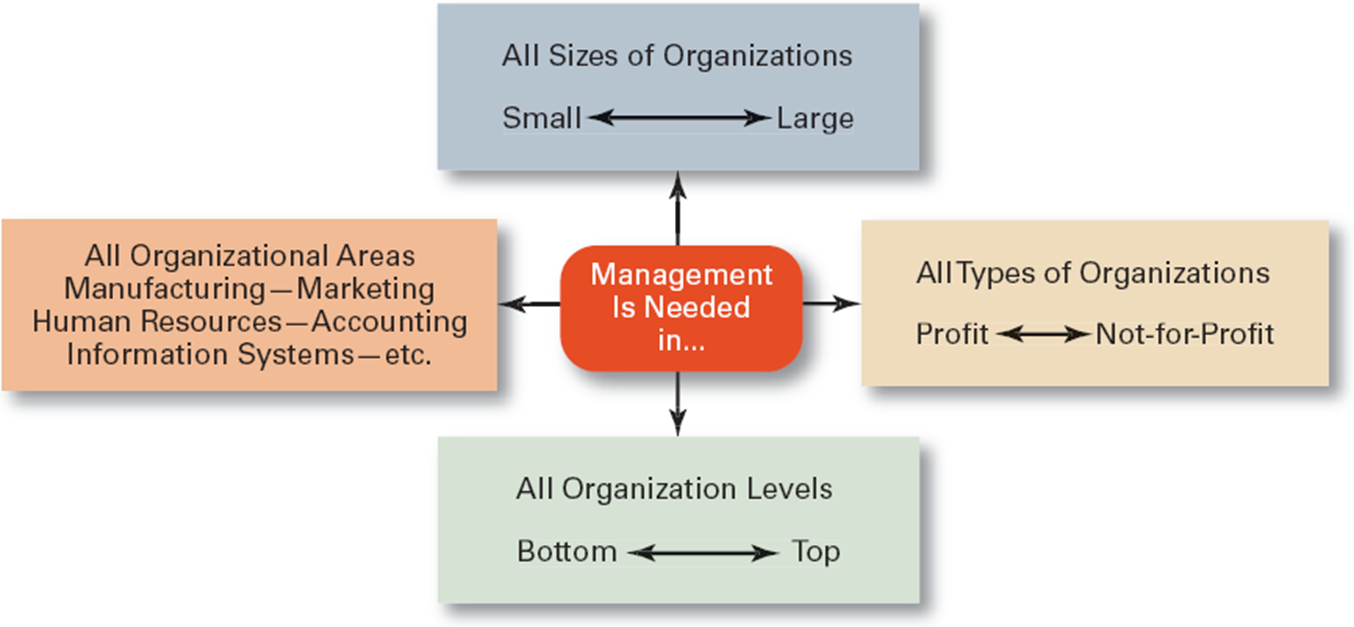 All Sizes of Organizations
Small Large
All Organizational Areas
Manufacturing—Marketing
Human Resources—Accounting
Information Systems—etc.
Management
Is Needed
in...
All Types of Organizations
Profit Not-for-Profit
All Organization Levels
Bottom Top